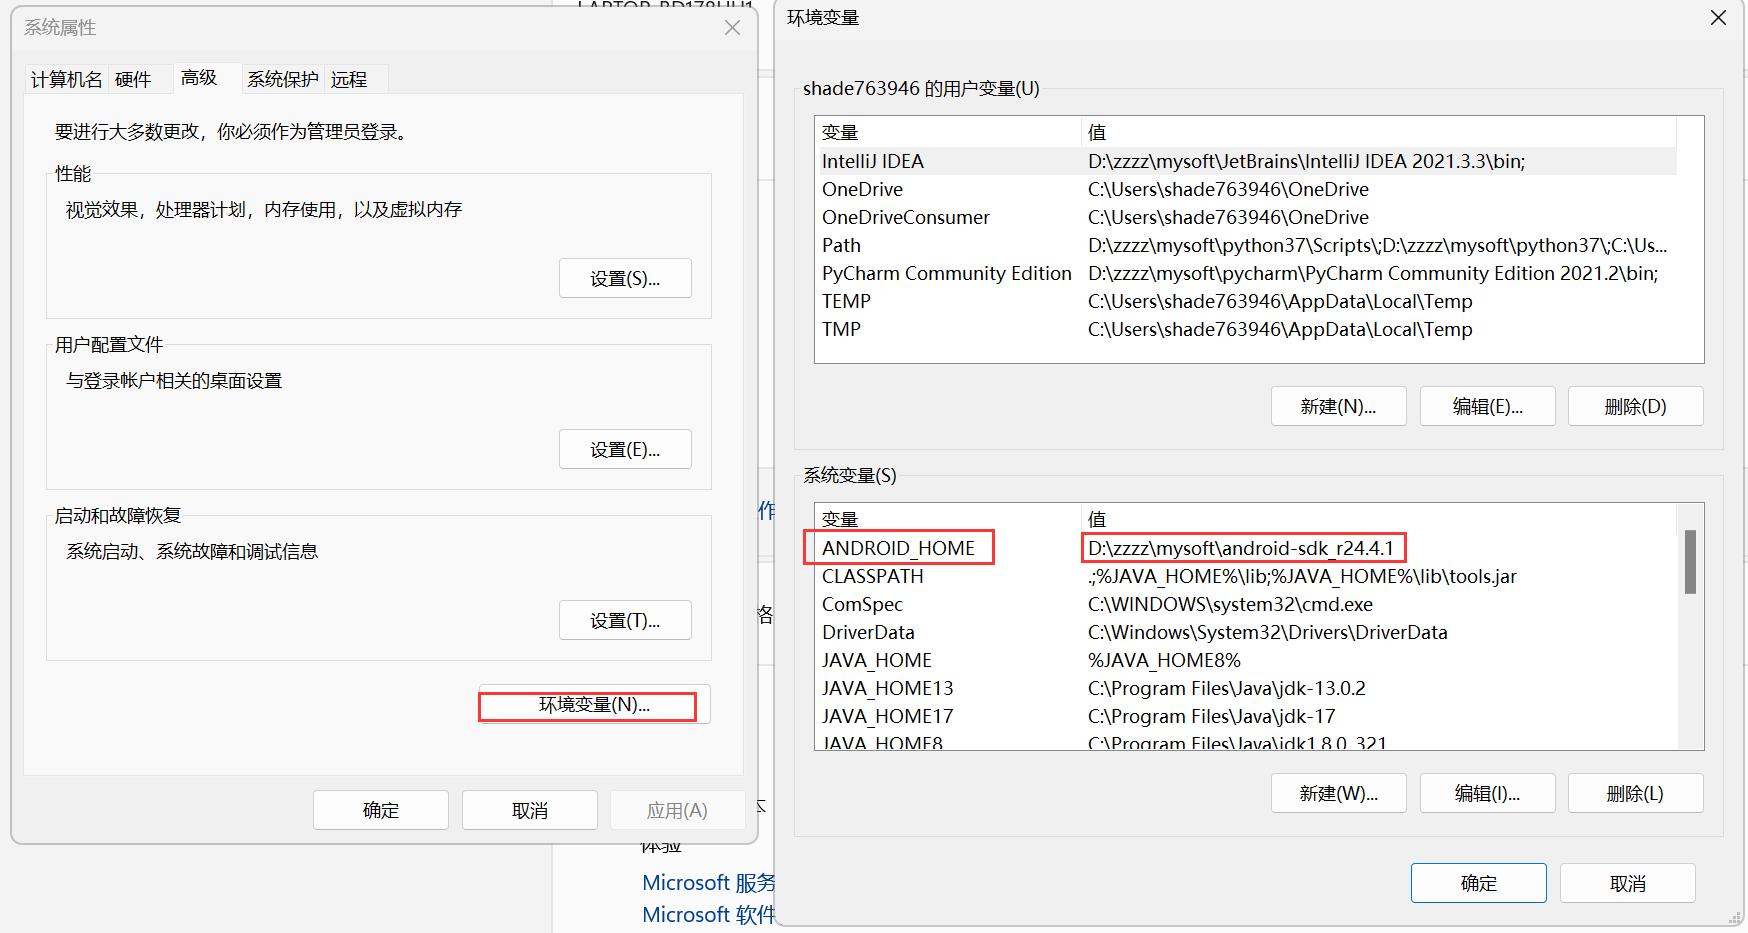 系统属性
计算机名
硬件
高级
系统保护
远程
要进行大多数更改，你必须作为管理员登录。
性能
视觉效果，处理器计划，内存使用，以及虚拟内存
设置(S)...
用户配置文件
与登录帐户相关的桌面设置
设置(E)...
启动和故障恢复
系统启动、系统故障和调试信息
设置(T)...
环境变量(N)...
确定
取消
应用(A)
体验
Microsoft 服务
Microsoft 软件
作
格
环境变量
shade763946 的用户变量(U)
变量 值
IntelliJ IDEA D:\zzzz\mysoft\JetBrains\IntelliJ IDEA 2021.3.3\bin;
OneDrive C:\Users\shade763946\OneDrive
OneDriveConsumer C:\Users\shade763946\OneDrive
Path D:\zzzz\mysoft\python37\Scripts\;D:\zzzz\mysoft\python37\;C:\Us...
PyCharm Community Edition D:\zzzz\mysoft\pycharm\PyCharm Community Edition 2021.2\bin;
TEMP C:\Users\shade763946\AppData\Local\Temp
TMP C:\Users\shade763946\AppData\Local\Temp
新建(N)... 编辑(E)... 删除(D)
系统变量(S)
变量 值
ANDROID_HOME D:\zzzz\mysoft\android-sdk_r24.4.1
CLASSPATH .;%JAVA_HOME%\lib;%JAVA_HOME%\lib\tools.jar
ComSpec C:\WINDOWS\system32\cmd.exe
DriverData C:\Windows\System32\Drivers\DriverData
JAVA_HOME %JAVA_HOME8%
JAVA_HOME13 C:\Program Files\Java\jdk-13.0.2
JAVA_HOME17 C:\Program Files\Java\jdk-17
JAVA_HOME8 C:\Program Files\Java\jdk1.8.0_321
新建(W)... 编辑(I)... 删除(L)
确定 取消